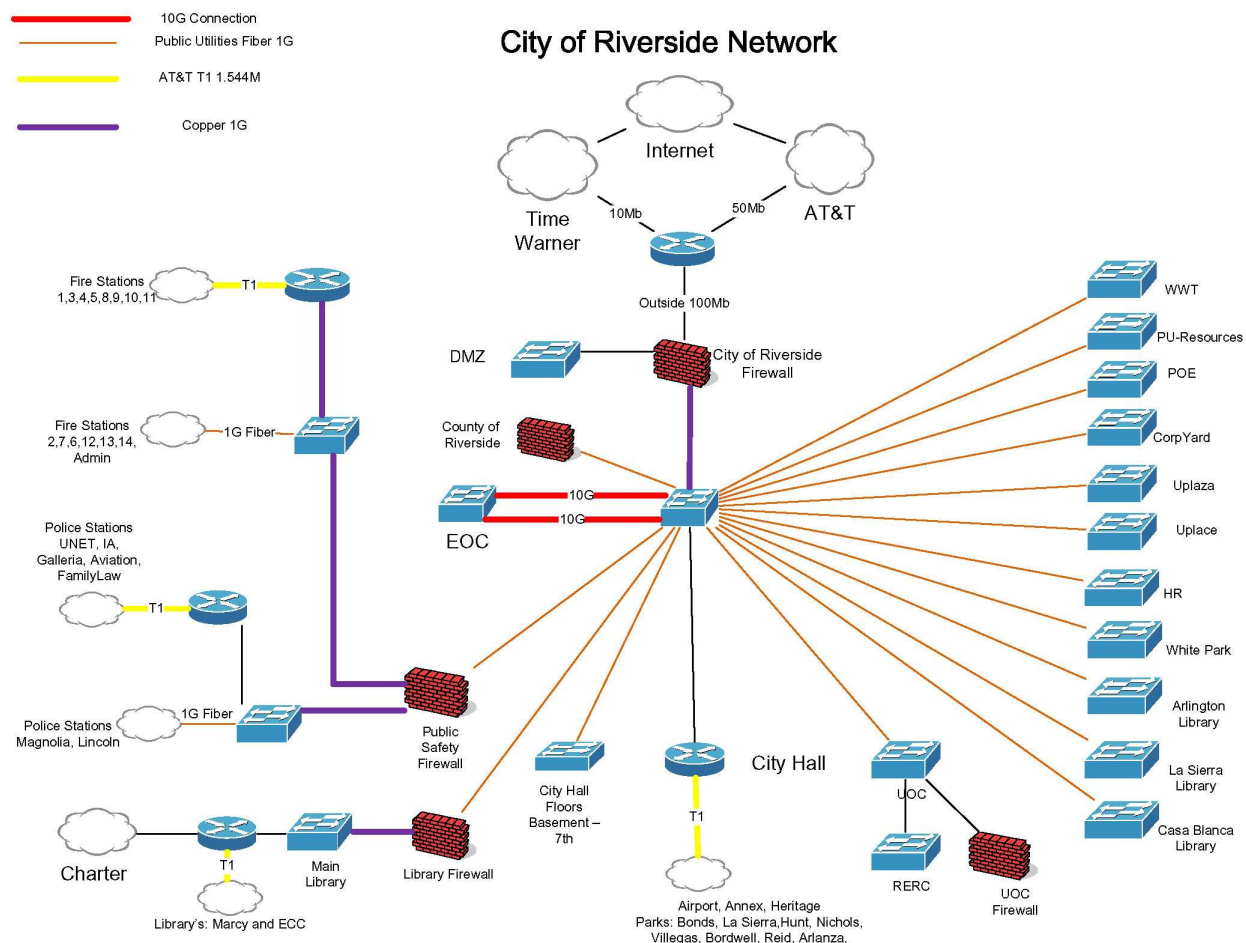 10G Connection
Public Utilities Fiber 1G
AT&T T1 1.544M
Copper 1G
City of Riverside Network
Internet
Time
Warner
AT&T
10Mb
50Mb
Outside 100Mb
DMZ
City of Riverside
Firewall
County of
Riverside
10G
10G
EOC
Fire Stations
1,3,4,5,8,9,10,11
T1
Fire Stations
2,7,6,12,13,14,
Admin
1G Fiber
Police Stations
UNET, IA,
Galleria, Aviation,
FamilyLaw
T1
Police Stations
Magnolia, Lincoln
1G Fiber
Public
Safety
Firewall
Charter
T1
Library's: Marcy and ECC
Main
Library
Library Firewall
City Hall
Floors
Basement –
7th
City Hall
T1
Airport, Annex, Heritage
Parks: Bonds, La Sierra,Hunt, Nichols,
Villegas, Bordwell, Reid, Arlanza,
UOC
RERC
UOC
Firewall
WWT
PU-Resources
POE
CorpYard
Uplaza
Uplace
HR
White Park
Arlington
Library
La Sierra
Library
Casa Blanca
Library